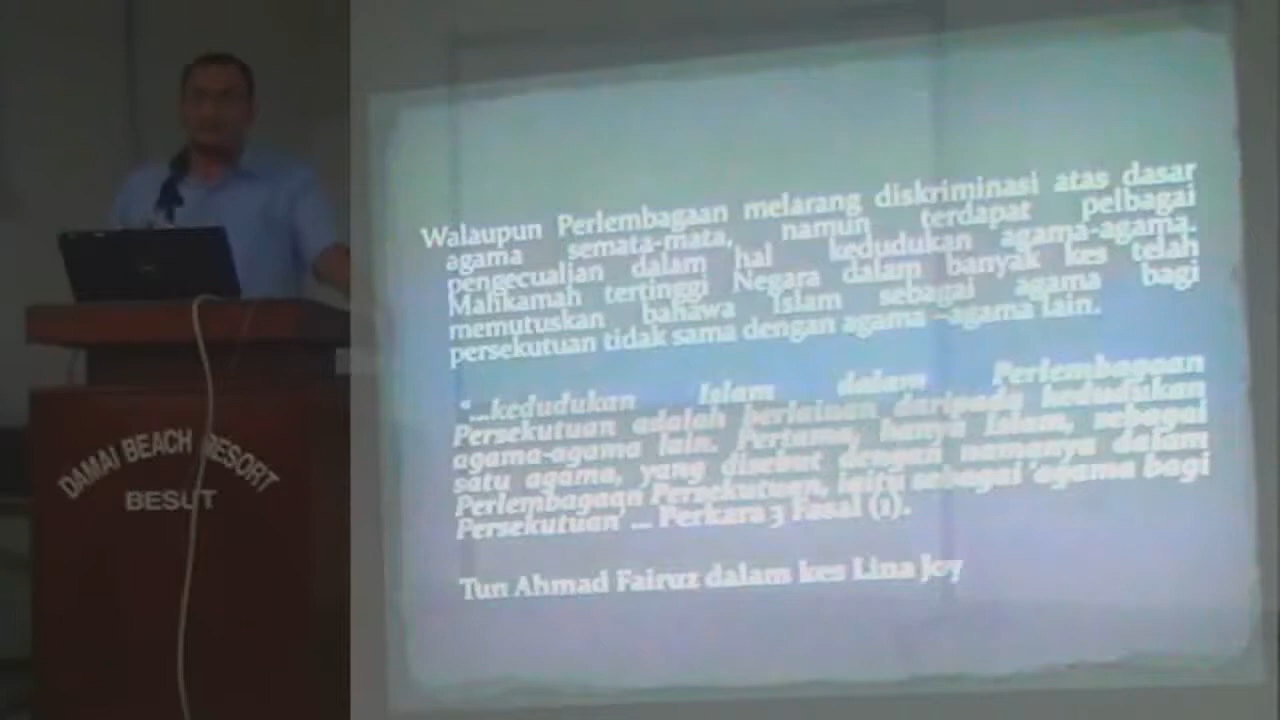 DAMAI BEACH RESORT
BESUT
Walaupun Perlembagaan melarang diskriminasi atas dasar
agama semata-mata, namun terdapat pelbagai
pengecualian dalam hal kedudukan agama-agama.
Mahkamah tertinggi Negara dalam banyak kes telah
memutuskan bahawa Islam sebagai agama bagi
persekutuan tidak sama dengan agama -agama lain.
"...kedudukan Islam dalam Perlembagaan
Persekutuan adalah berlainan daripada kedudukan
agama-agama lain. Pertama, hanya Islam, sebagai
satu agama, yang disebut dengan namanya dalam
Perlembagaan Persekutuan, iaitu sebagai 'agama bagi
Persekutuan' ... Perkara 3 Fasal (1).
Tun Ahmad Fairuz dalam kes Lina Joy